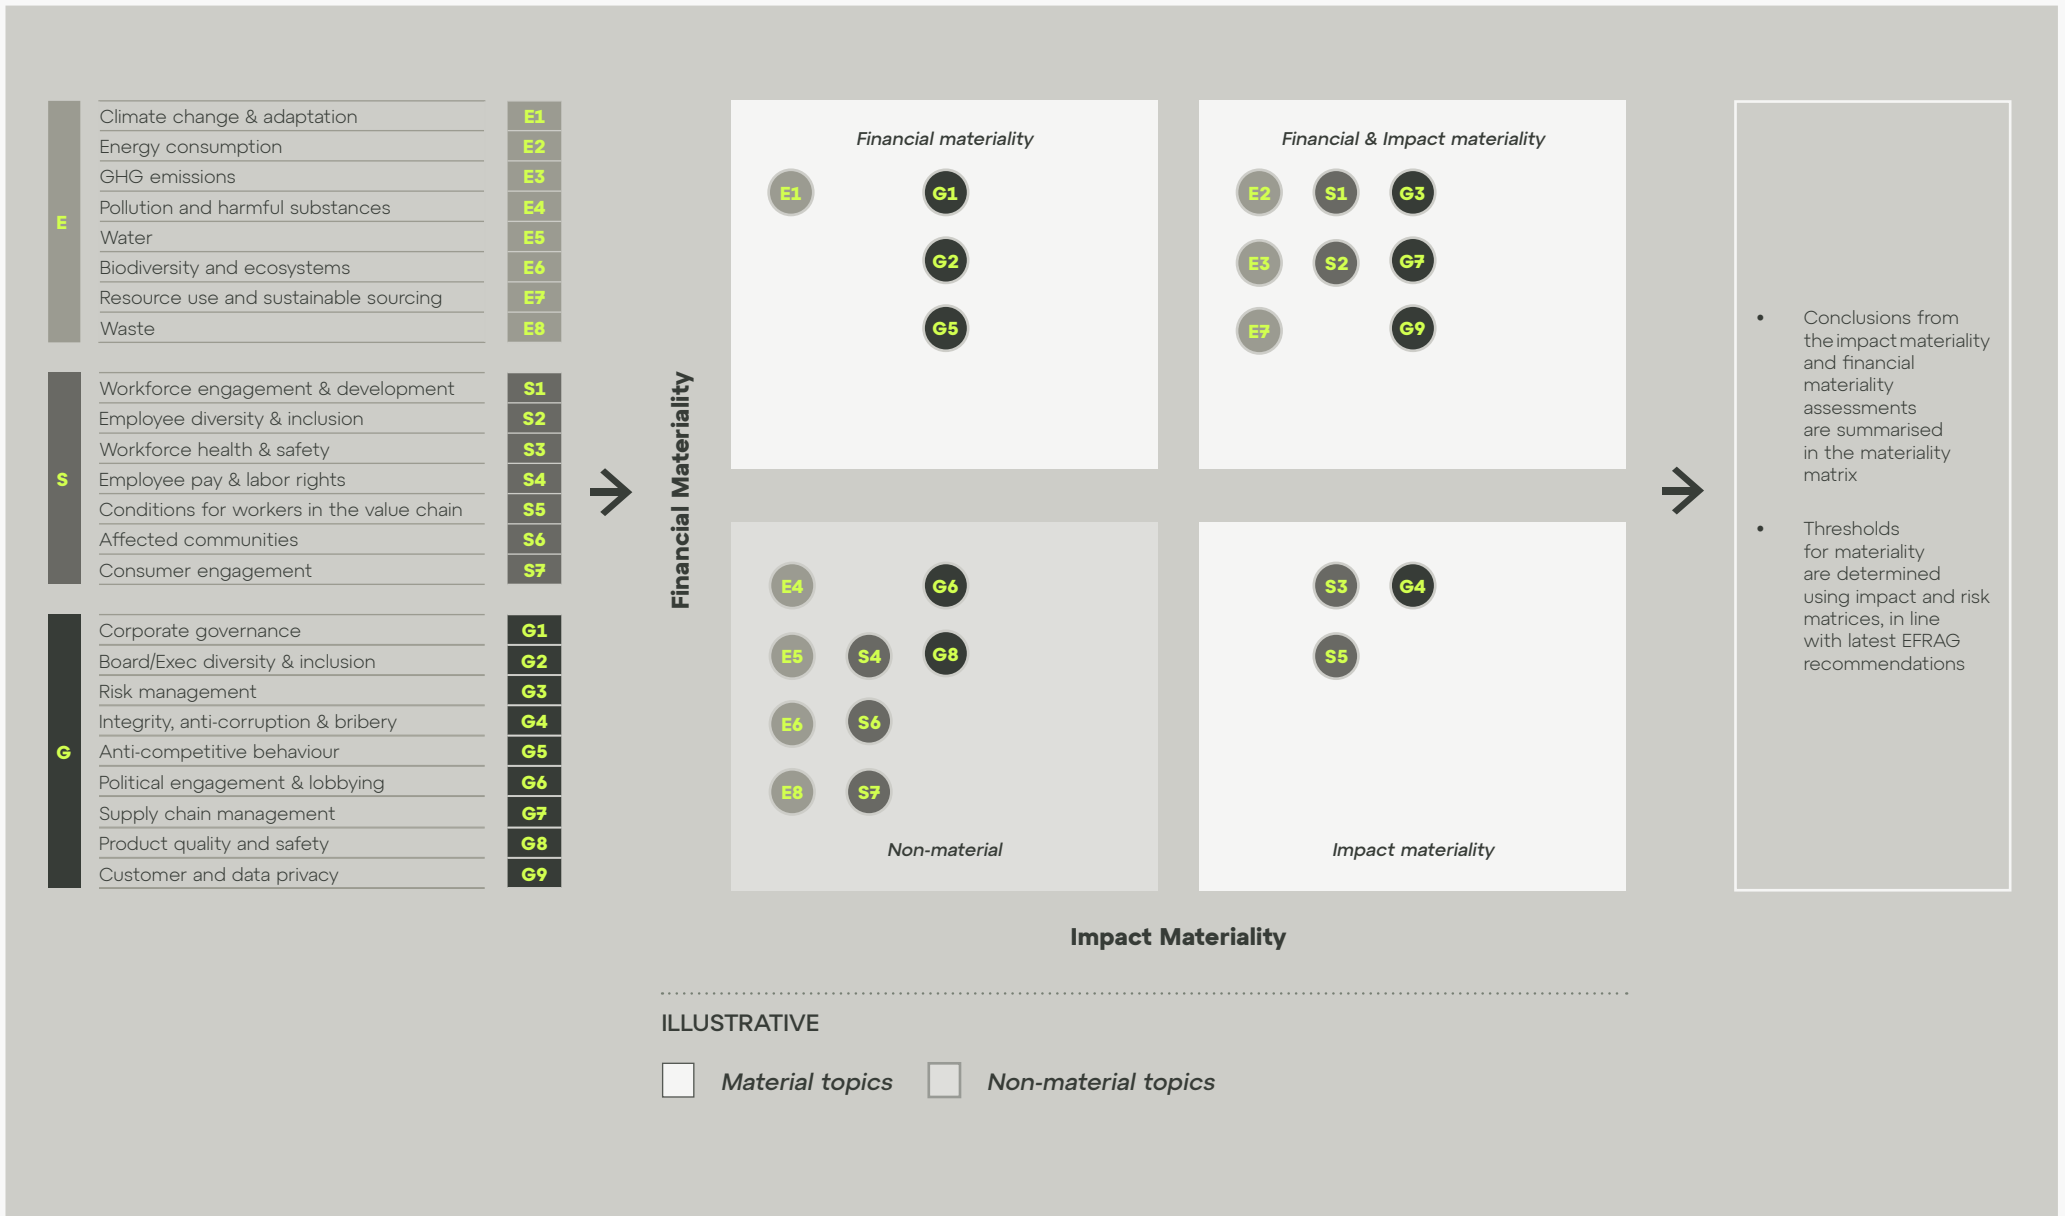 E
Climate change & adaptation E1
Energy consumption E2
GHG emissions E3
Pollution and harmful substances E4
Water E5
Biodiversity and ecosystems E6
Resource use and sustainable sourcing E7
Waste E8
S
Workforce engagement & development S1
Employee diversity & inclusion S2
Workforce health & safety S3
Employee pay & labor rights S4
Conditions for workers in the value chain S5
Affected communities S6
Consumer engagement S7
G
Corporate governance G1
Board/Exec diversity & inclusion G2
Risk management G3
Integrity, anti-corruption & bribery G4
Anti-competitive behaviour G5
Political engagement & lobbying G6
Supply chain management G7
Product quality and safety G8
Customer and data privacy G9
Financial Materiality
Financial materiality
E1 G1
G2
G5
Financial & Impact materiality
E2 S1 G3
E3 S2 G7
E7 G9
E4 G6
E5 S4 G8
E6 S6
E8 S7
Non-material
S3 G4
S5
Impact materiality
Impact Materiality
ILLUSTRATIVE
Material topics
Non-material topics
• Conclusions from
the impact materiality
and financial
materiality
assessments
are summarised
in the materiality
matrix
• Thresholds
for materiality
are determined
using impact and risk
matrices, in line
with latest EFRAG
recommendations